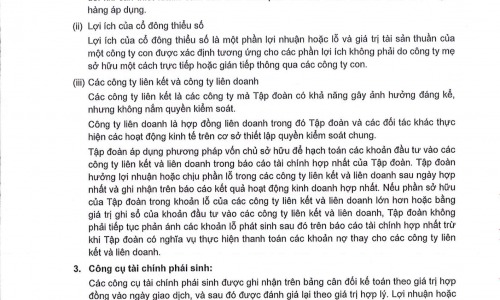 hàng áp dụng.
(ii) Lợi ích của cổ đông thiểu số
Lợi ích của cổ đông thiểu số là một phần lợi nhuận hoặc lỗ và giá trị tài sản thuần của
một công ty con được xác định tương ứng cho các phần lợi ích không phải do công ty mẹ
sở hữu một cách trực tiếp hoặc gián tiếp thông qua các công ty con.
(iii) Các công ty liên kết và công ty liên doanh
Các công ty liên kết là các công ty mà Tập đoàn có khả năng gây ảnh hưởng đáng kể,
nhưng không nắm quyền kiểm soát.
Công ty liên doanh là hợp đồng liên doanh trong đó Tập đoàn và các đối tác khác thực
hiện các hoạt động kinh tế trên cơ sở thiết lập quyền kiểm soát chung.
Tập đoàn áp dụng phương pháp vốn chủ sở hữu để hạch toán các khoản đầu tư vào các
công ty liên kết và liên doanh trong báo cáo tài chính hợp nhất của Tập đoàn. Tập đoàn
hưởng lợi nhuận hoặc chịu phần lỗ trong các công ty liên kết và liên doanh sau ngày hợp
nhất và ghi nhận trên báo cáo kết quả hoạt động kinh doanh hợp nhất. Nếu phần sở hữu
của Tập đoàn trong khoản lỗ của các công ty liên kết và liên doanh lớn hơn hoặc bằng
giá trị ghi sổ của khoản đầu tư vào các công ty liên kết và liên doanh, Tập đoàn không
phải tiếp tục phản ánh các khoản lỗ phát sinh sau đó trên báo cáo tài chính hợp nhất trừ
khi Tập đoàn có nghĩa vụ thực hiện thanh toán các khoản nợ thay cho các công ty liên
kết và liên doanh.
3. Công cụ tài chính phái sinh:
Các công cụ tài chính phái sinh được ghi nhận trên bảng cân đối kế toán theo giá trị hợp
đồng vào ngày giao dịch, và sau đó được đánh giá lại theo giá trị hợp lý. Lợi nhuận hoặc